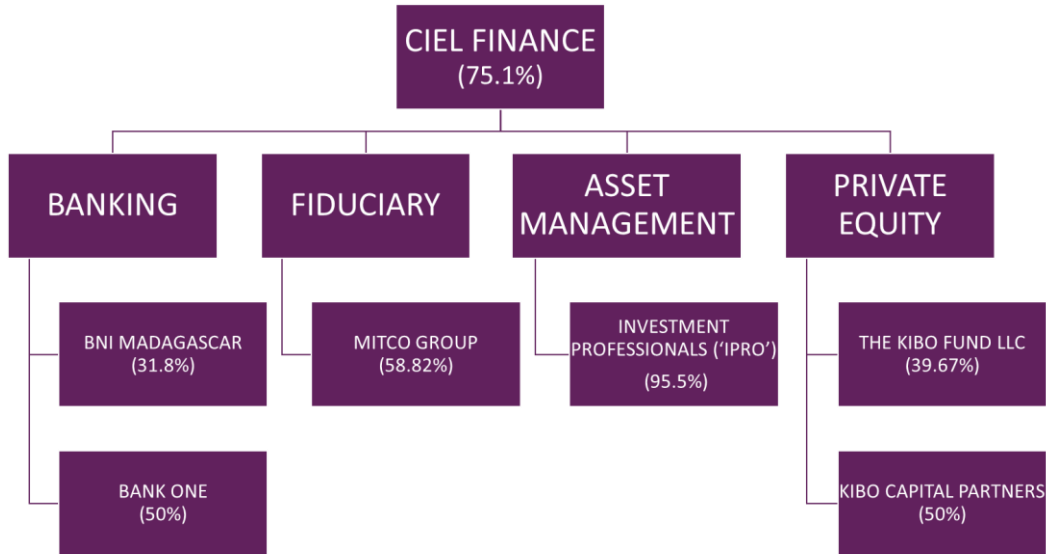 CIEL FINANCE
(75.1%)
BANKING
FIDUCIARY
ASSET
MANAGEMENT
PRIVATE
EQUITY
BNI MADAGASCAR
(31.8%)
MITCO GROUP
(58.82%)
INVESTMENT
PROFESSIONALS (‘IPRO’)
(95.5%)
THE KIBO FUND LLC
(39.67%)
BANK ONE
(50%)
KIBO CAPITAL PARTNERS
(50%)